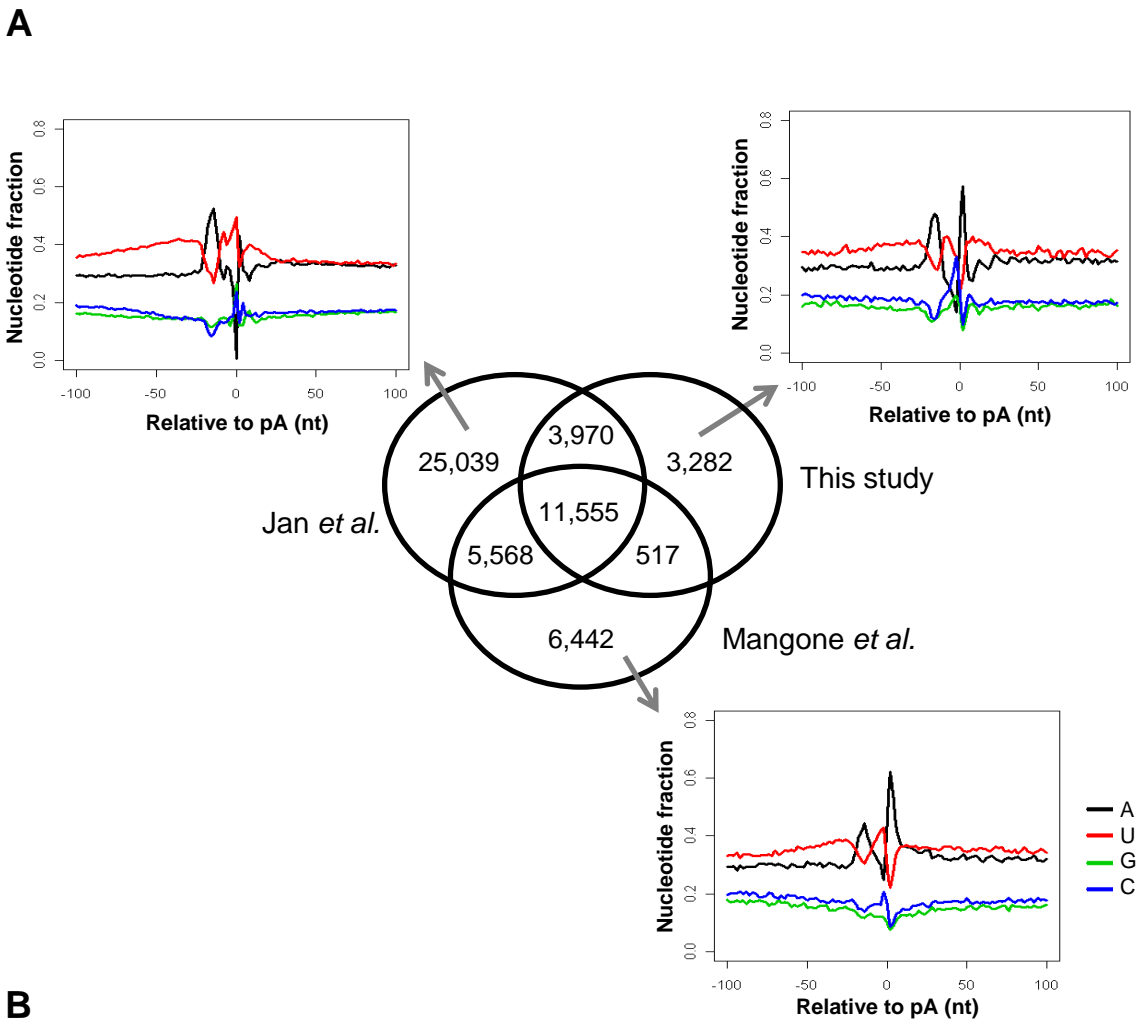 A
Nucleotide fraction
0.8
0.6
0.4
0.2
0.0
-100
-50
0
50
100
Relative to pA (nt)
Nucleotide fraction
0.8
0.6
0.4
0.2
0.0
-100
-50
0
50
100
Relative to pA (nt)
3,970
25,039
3,282
This study
11,555
Jan et al.
5,568
517
6,442
Mangone et al.
Nucleotide fraction
0.8
0.6
0.4
0.2
0.0
-100
-50
0
50
100
Relative to pA (nt)
A
U
G
C
B